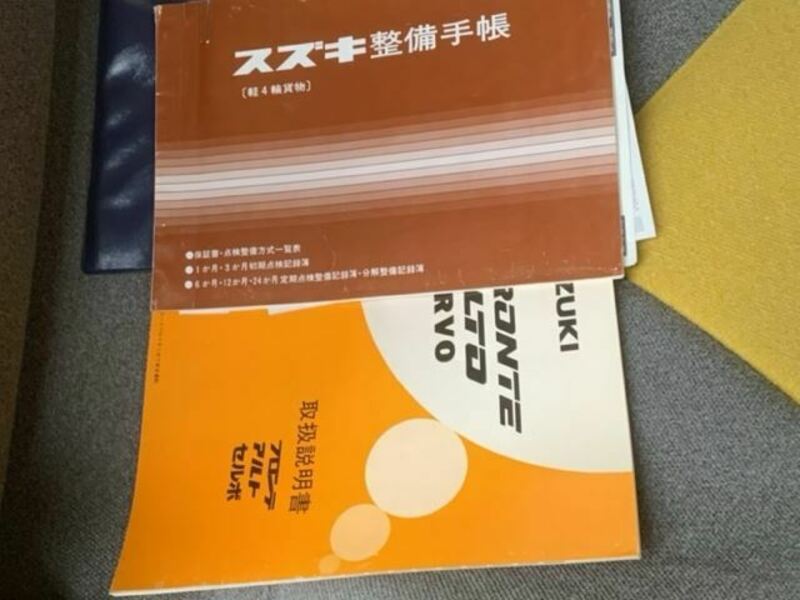 スズキ整備手帳
〔軽4輪貨物〕
●保証書・点検整備方式一覧表
●1か月・3か月初期点検記録簿
●6か月・12か月・24か月定期点検整備記録簿・分解整備記録簿
ZUKI
RONTE
LTO
RVO
取扱説明書
フロンテ
アルト
セルボ